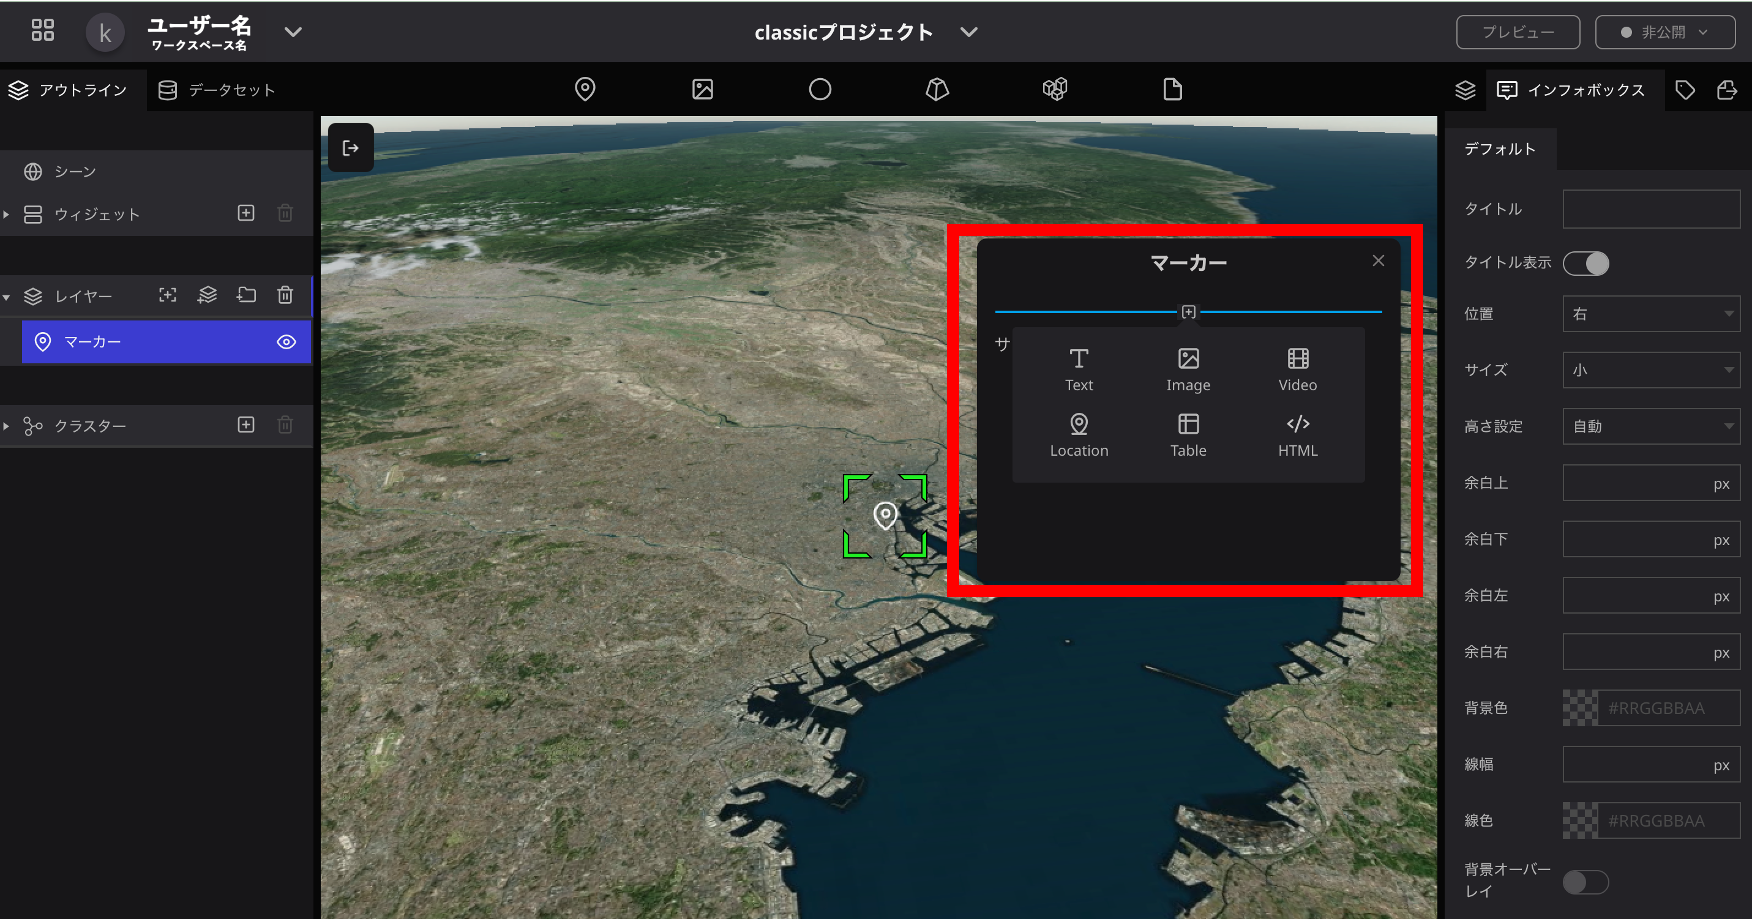 k
ユーザー名
ワークスペース名
classicプロジェクト
プレビュー
非公開
アウトライン
データセット
インフォボックス
シーン
ウィジェット
レイヤー
マーカー
クラスター
マーカー
サ
Text
Image
Video
Location
Table
HTML
デフォルト
タイトル
タイトル表示
位置
右
サイズ
小
高さ設定
自動
余白上
px
余白下
px
余白左
px
余白右
px
背景色
#RRGGBBAA
線幅
px
線色
#RRGGBBAA
背景オーバー
レイ